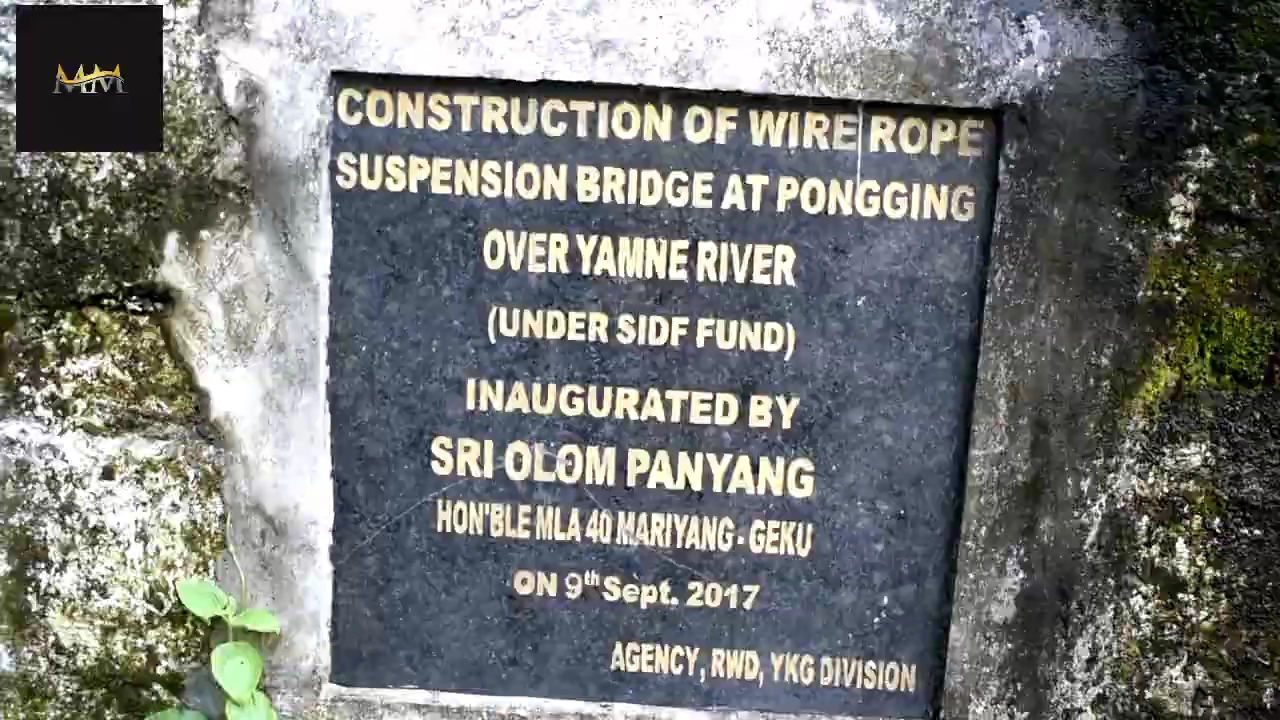 MM
CONSTRUCTION OF WIRE ROPE
SUSPENSION BRIDGE AT PONGGING
OVER YAMNE RIVER
(UNDER SIDF FUND)
INAUGURATED BY
SRI OLOM PANYANG
HON'BLE MLA 40 MARIYANG - GEKU
ON 9th Sept. 2017
AGENCY, RWD, YKG DIVISION